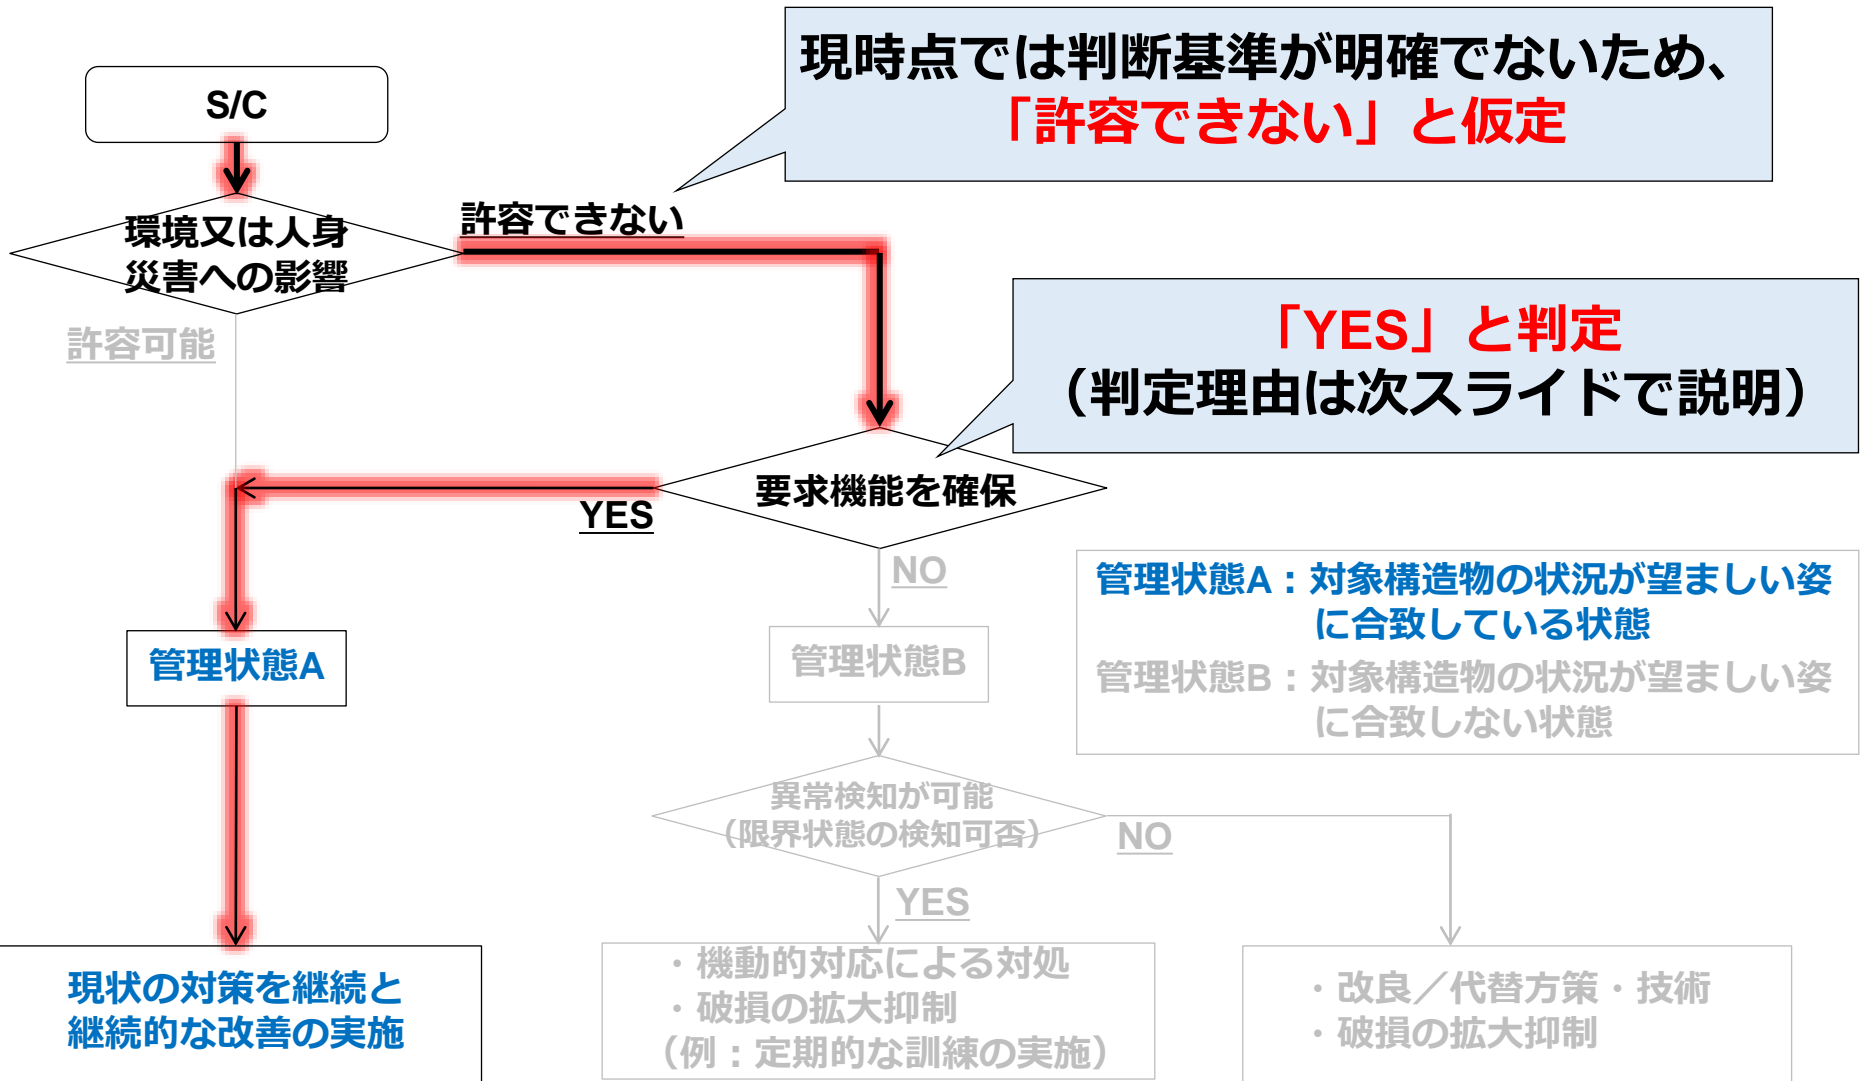 現時点では判断基準が明確でないため、
「許容できない」と仮定
S/C
許容できない
環境又は人身
災害への影響
許容可能
「YES」と判定
（判定理由は次スライドで説明）
要求機能を確保
YES
NO
管理状態A：対象構造物の状況が望ましい姿
に合致している状態
管理状態B：対象構造物の状況が望ましい姿
に合致しない状態
管理状態A
管理状態B
異常検知が可能
（限界状態の検知可否）
NO
YES
現状の対策を継続と
継続的な改善の実施
・機動的対応による対処
・破損の拡大抑制
（例：定期的な訓練の実施）
・改良／代替方策・技術
・破損の拡大抑制